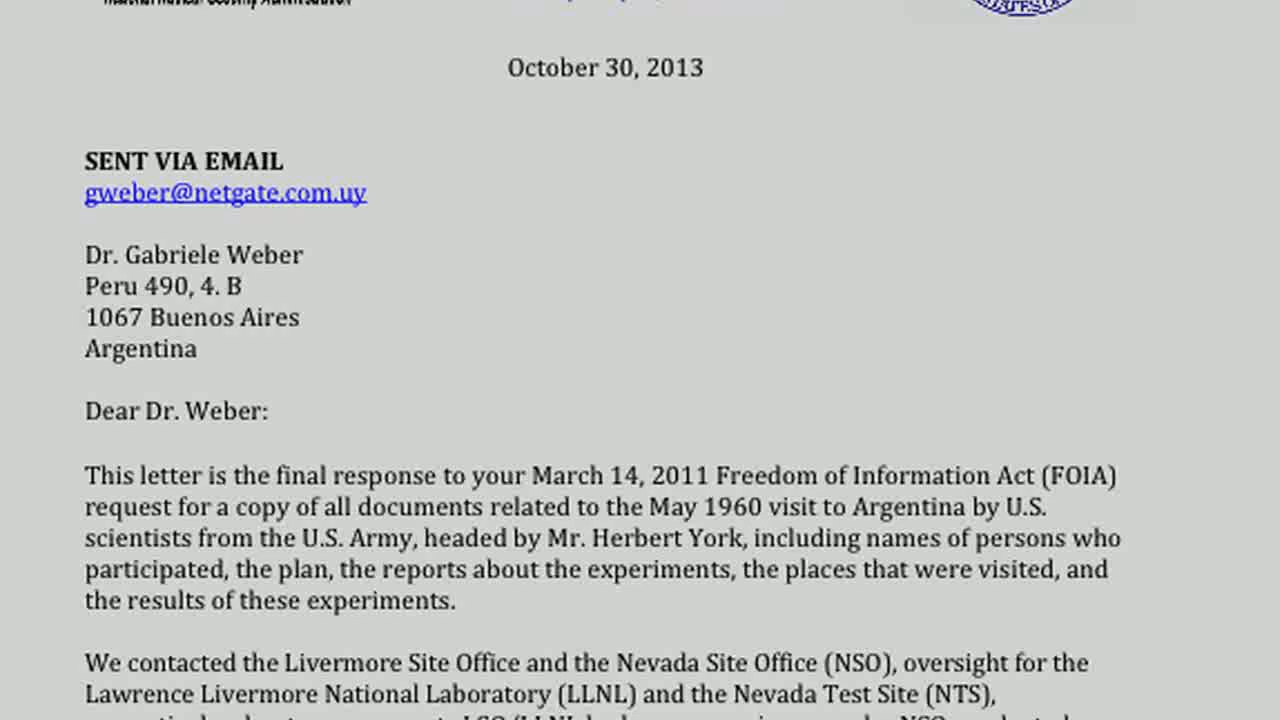 October 30, 2013
SENT VIA EMAIL
gweber@netgate.com.uy
Dr. Gabriele Weber
Peru 490, 4. B
1067 Buenos Aires
Argentina
Dear Dr. Weber:
This letter is the final response to your March 14, 2011 Freedom of Information Act (FOIA)
request for a copy of all documents related to the May 1960 visit to Argentina by U.S.
scientists from the U.S. Army, headed by Mr. Herbert York, including names of persons who
participated, the plan, the reports about the experiments, the places that were visited, and
the results of these experiments.
We contacted the Livermore Site Office and the Nevada Site Office (NSO), oversight for the
Lawrence Livermore National Laboratory (LLNL) and the Nevada Test Site (NTS),